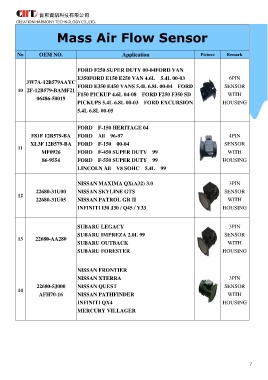 CHT 創和資訊科技有限公司
CREATION HARMONY TECHNOLOGY CO., LTD.
Mass Air Flow Sensor
No OEM NO. Application Picture Remark
10
3W7A-12B579AAYC
2F-12B579-BAMF21
06486-58019
FORD F250 SUPER DUTY 00-04FORD VAN
E350FORD E150 E250 VAN 4.6L 5.4L 00-03
FORD E350 E450 VANS 5.4L 6.8L 00-04 FORD
F150 PICKUP 4.6L 04-08 FORD F250 F350 SD
PICKUPS 5.4L 6.8L 00-03 FORD EXCURSION
5.4L 6.8L 00-05
6PIN
SENSOR
WITH
HOUSING
11
F81F 12B579-BA
XL3F 12B579-BA
MF0926
86-9554
FORD F-150 HERITAGE 04
FORD All 96-97
FORD F-150 00-04
FORD F-450 SUPER DUTY 99
FORD F-550 SUPER DUTY 99
LINCOLN All V8 SOHC 5.4L 99
4PIN
SENSOR
WITH
HOUSING
12
22680-31U00
22680-31U05
NISSAN MAXIMA QX(A32) 3.0
NISSAN SKYLINE GTS
NISSAN PATROL GR II
INFINITI I30 J30 / Q45 / Y33
3PIN
SENSOR
WITH
HOUSING
13
22680-AA280
SUBARU LEGACY
SUBARU IMPREZA 2.0L 99
SUBARU OUTBACK
SUBARU FORESTER
3PIN
SENSOR
WITH
HOUSING
14
22680-5J000
AFH70-16
NISSAN FRONTIER
NISSAN XTERRA
NISSAN QUEST
NISSAN PATHFINDER
INFINITI QX4
MERCURY VILLAGER
3PIN
SENSOR
WITH
HOUSING
7